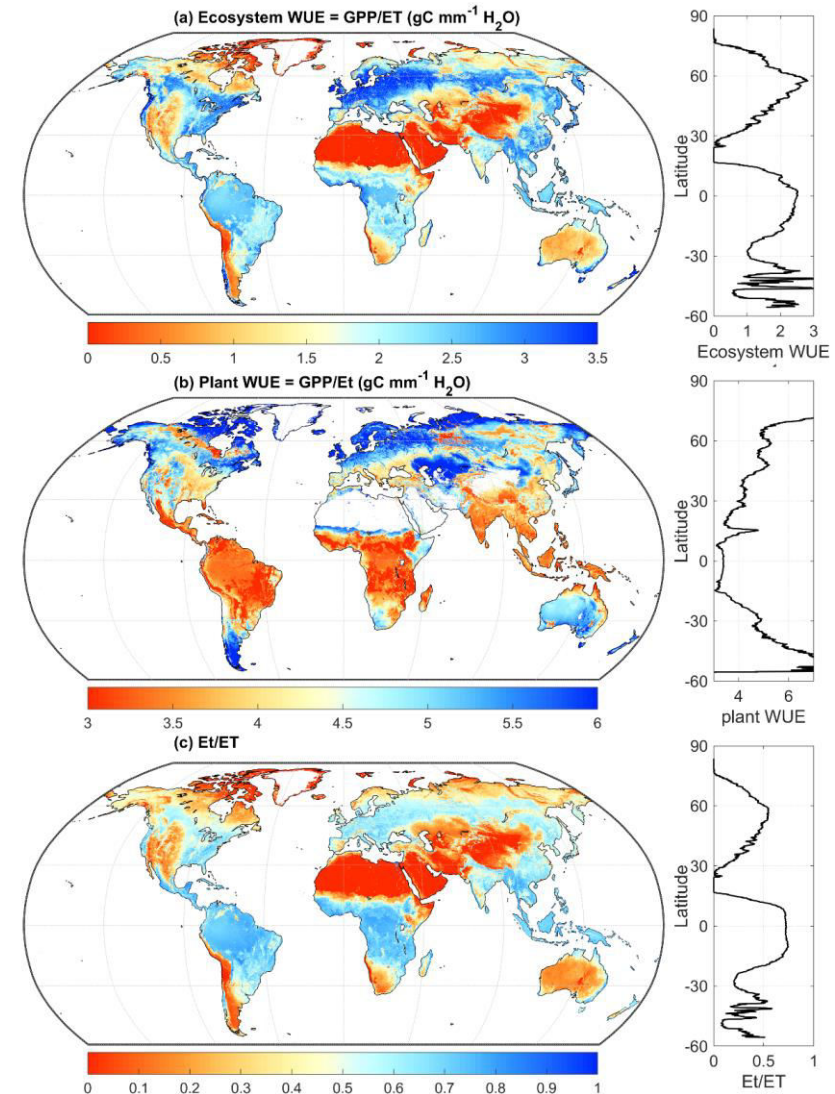 (a) Ecosystem WUE = GPP/ET (gC mm⁻¹ H₂O)
90
60
30
0
-30
-60
Latitude
0 1 2 3
Ecosystem WUE
0 0.5 1 1.5 2 2.5 3 3.5
(b) Plant WUE = GPP/Et (gC mm⁻¹ H₂O)
90
60
30
0
-30
-60
Latitude
4 6
plant WUE
3 3.5 4 4.5 5 5.5 6
(c) Et/ET
90
60
30
0
-30
-60
Latitude
0 0.5 1
Et/ET
0 0.1 0.2 0.3 0.4 0.5 0.6 0.7 0.8 0.9 1